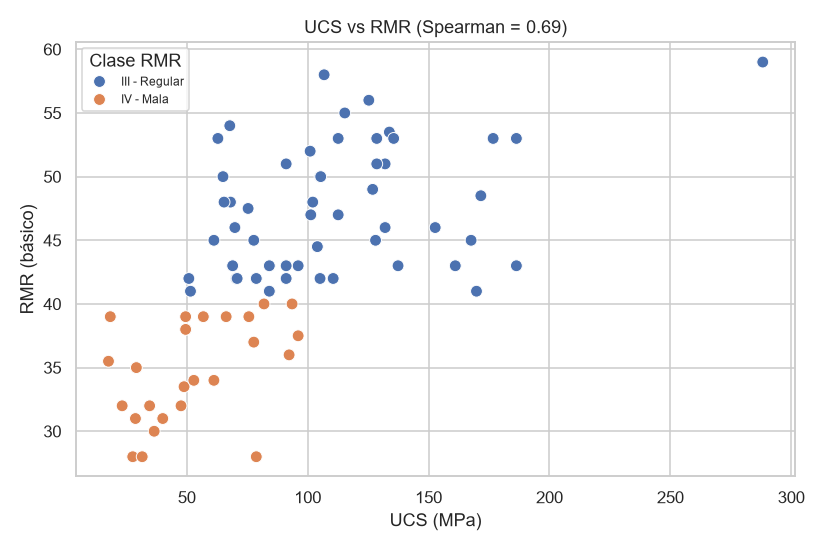 UCS vs RMR (Spearman = 0.69)
Clase RMR
III - Regular
IV - Mala
RMR (básico)
60
55
50
45
40
35
30
50 100 150 200 250 300
UCS (MPa)